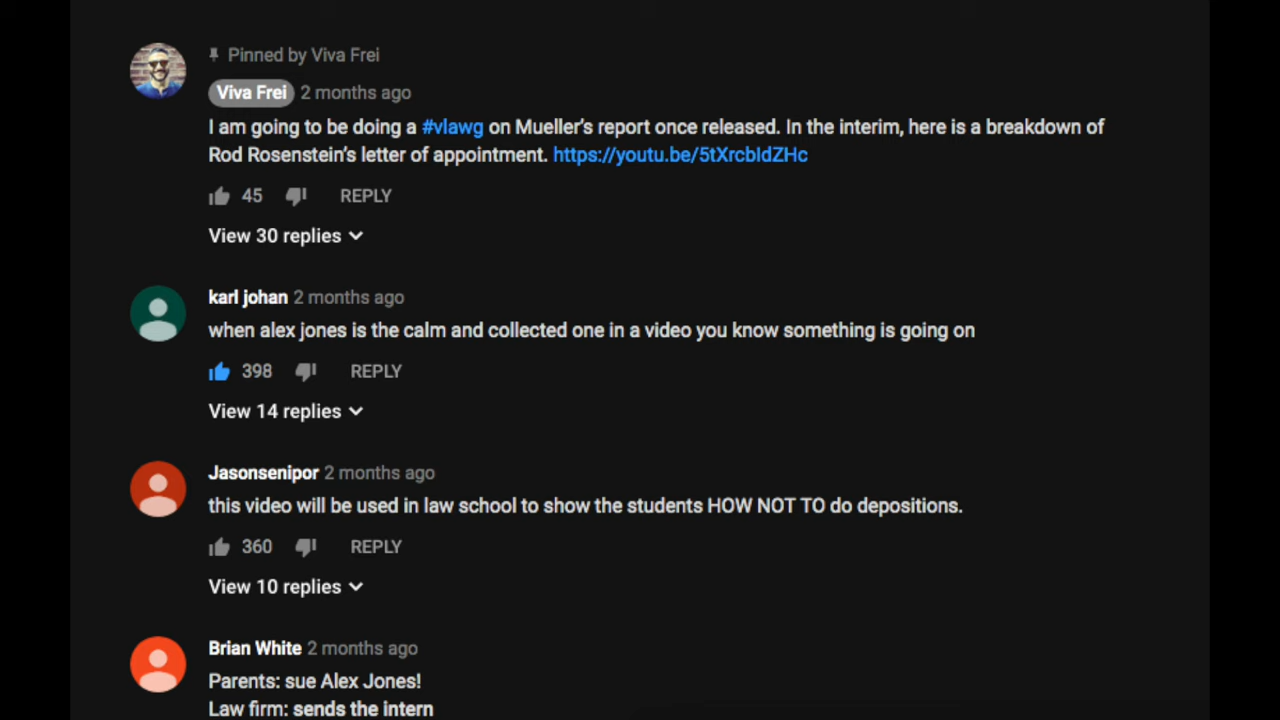 Pinned by Viva Frei
Viva Frei 2 months ago
I am going to be doing a #vlawg on Mueller's report once released. In the interim, here is a breakdown of
Rod Rosenstein's letter of appointment. https://youtu.be/5tXrcbIdZHc
45 REPLY
View 30 replies
karl johan 2 months ago
when alex jones is the calm and collected one in a video you know something is going on
398 REPLY
View 14 replies
Jasonsenipor 2 months ago
this video will be used in law school to show the students HOW NOT TO do depositions.
360 REPLY
View 10 replies
Brian White 2 months ago
Parents: sue Alex Jones!
Law firm: sends the intern